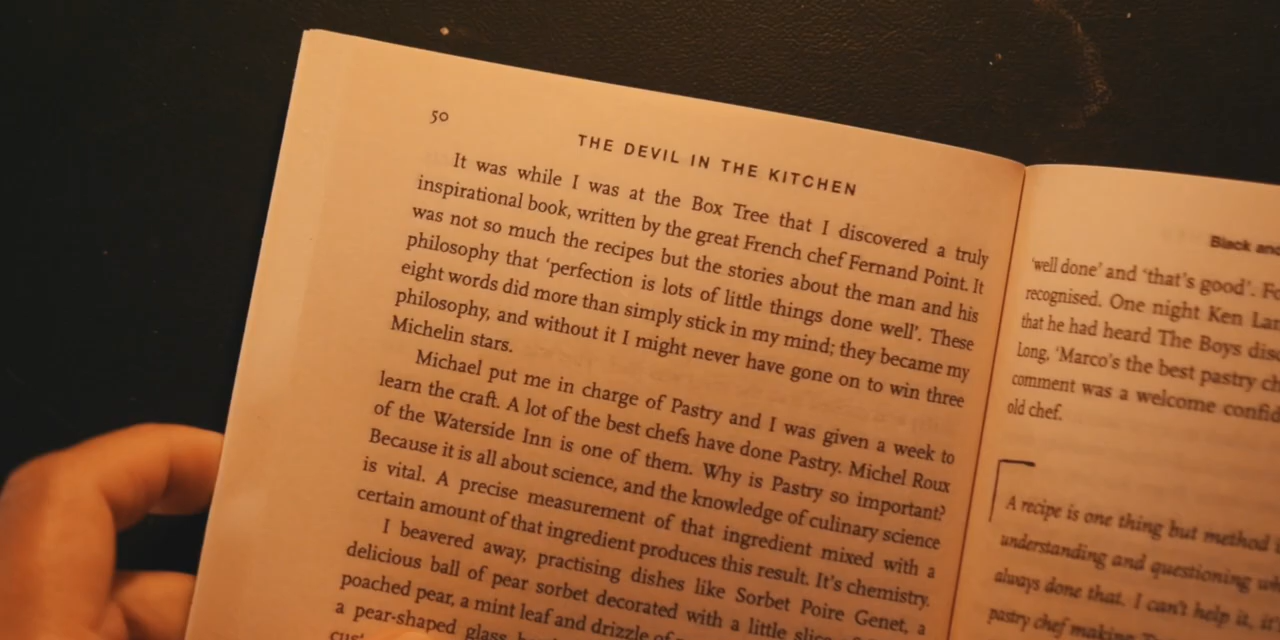 50
THE DEVIL IN THE KITCHEN
It was while I was at the Box Tree that I discovered a truly
inspirational book, written by the great French chef Fernand Point. It
was not so much the recipes but the stories about the man and his
philosophy that ‘perfection is lots of little things done well’. These
eight words did more than simply stick in my mind; they became my
philosophy, and without it I might never have gone on to win three
Michelin stars.
Michael put me in charge of Pastry and I was given a week to
learn the craft. A lot of the best chefs have done Pastry. Michel Roux
of the Waterside Inn is one of them. Why is Pastry so important?
Because it is all about science, and the knowledge of culinary science
is vital. A precise measurement of that ingredient mixed with a
certain amount of that ingredient produces this result. It's chemistry.
I beavered away, practising dishes like Sorbet Poire Genet, a
delicious ball of pear sorbet decorated with a little slice
poached pear, a mint leaf and drizzle of
a pear-shaped glass
Black and
‘well done’ and ‘that's good’.
recognised. One night Ken
that he had heard The Boys
Long, ‘Marco's the best pastry
comment was a welcome
old chef.
A recipe is one thing but method
understanding and questioning
always done that. I can't help it,
pastry chef making